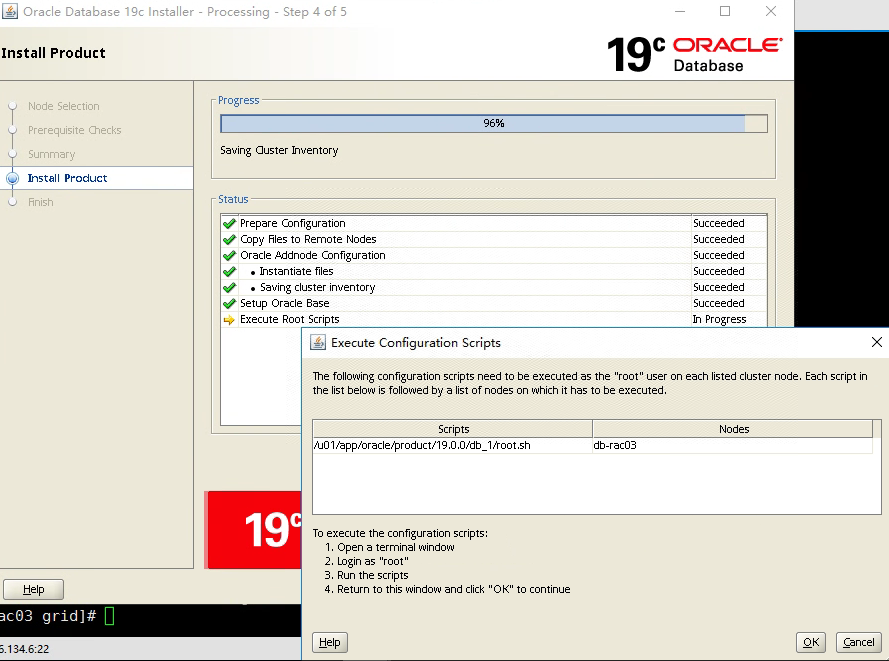 Oracle Database 19c Installer - Processing - Step 4 of 5
Install Product
19c ORACLE
Database
Node Selection
Prerequisite Checks
Summary
Install Product
Finish
Progress
96%
Saving Cluster Inventory
Status
Prepare Configuration Succeeded
Copy Files to Remote Nodes Succeeded
Oracle Addnode Configuration Succeeded
• Instantiate files Succeeded
• Saving cluster inventory Succeeded
Setup Oracle Base Succeeded
Execute Root Scripts In Progress
19c
Help
ac03 grid]#
6.134.6:22
Execute Configuration Scripts
The following configuration scripts need to be executed as the "root" user on each listed cluster node. Each script in
the list below is followed by a list of nodes on which it has to be executed.
Scripts Nodes
/u01/app/oracle/product/19.0.0/db_1/root.sh db-rac03
To execute the configuration scripts:
1. Open a terminal window
2. Login as "root"
3. Run the scripts
4. Return to this window and click "OK" to continue
Help OK Cancel